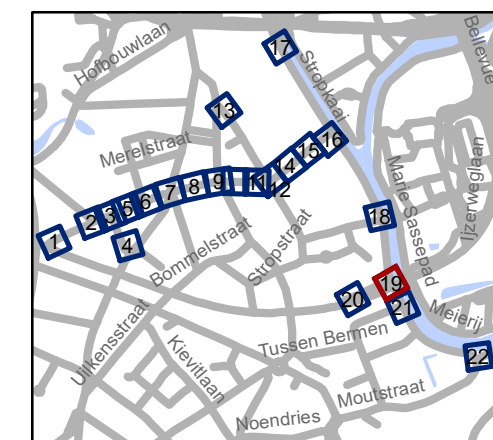 Hofbouwlaan
17
Bellevue
Stropkaai
13
Merelstraat
16
15
14
Marie Sassepad
IJzerweglaan
1
2
3
5
6
7
8
9
11
12
4
Bommelstraat
Stropstraat
18
19
20
21
Meierij
Uilkensstraat
Tussen Bermen
Kievitlaan
22
Moutstraat
Noendries